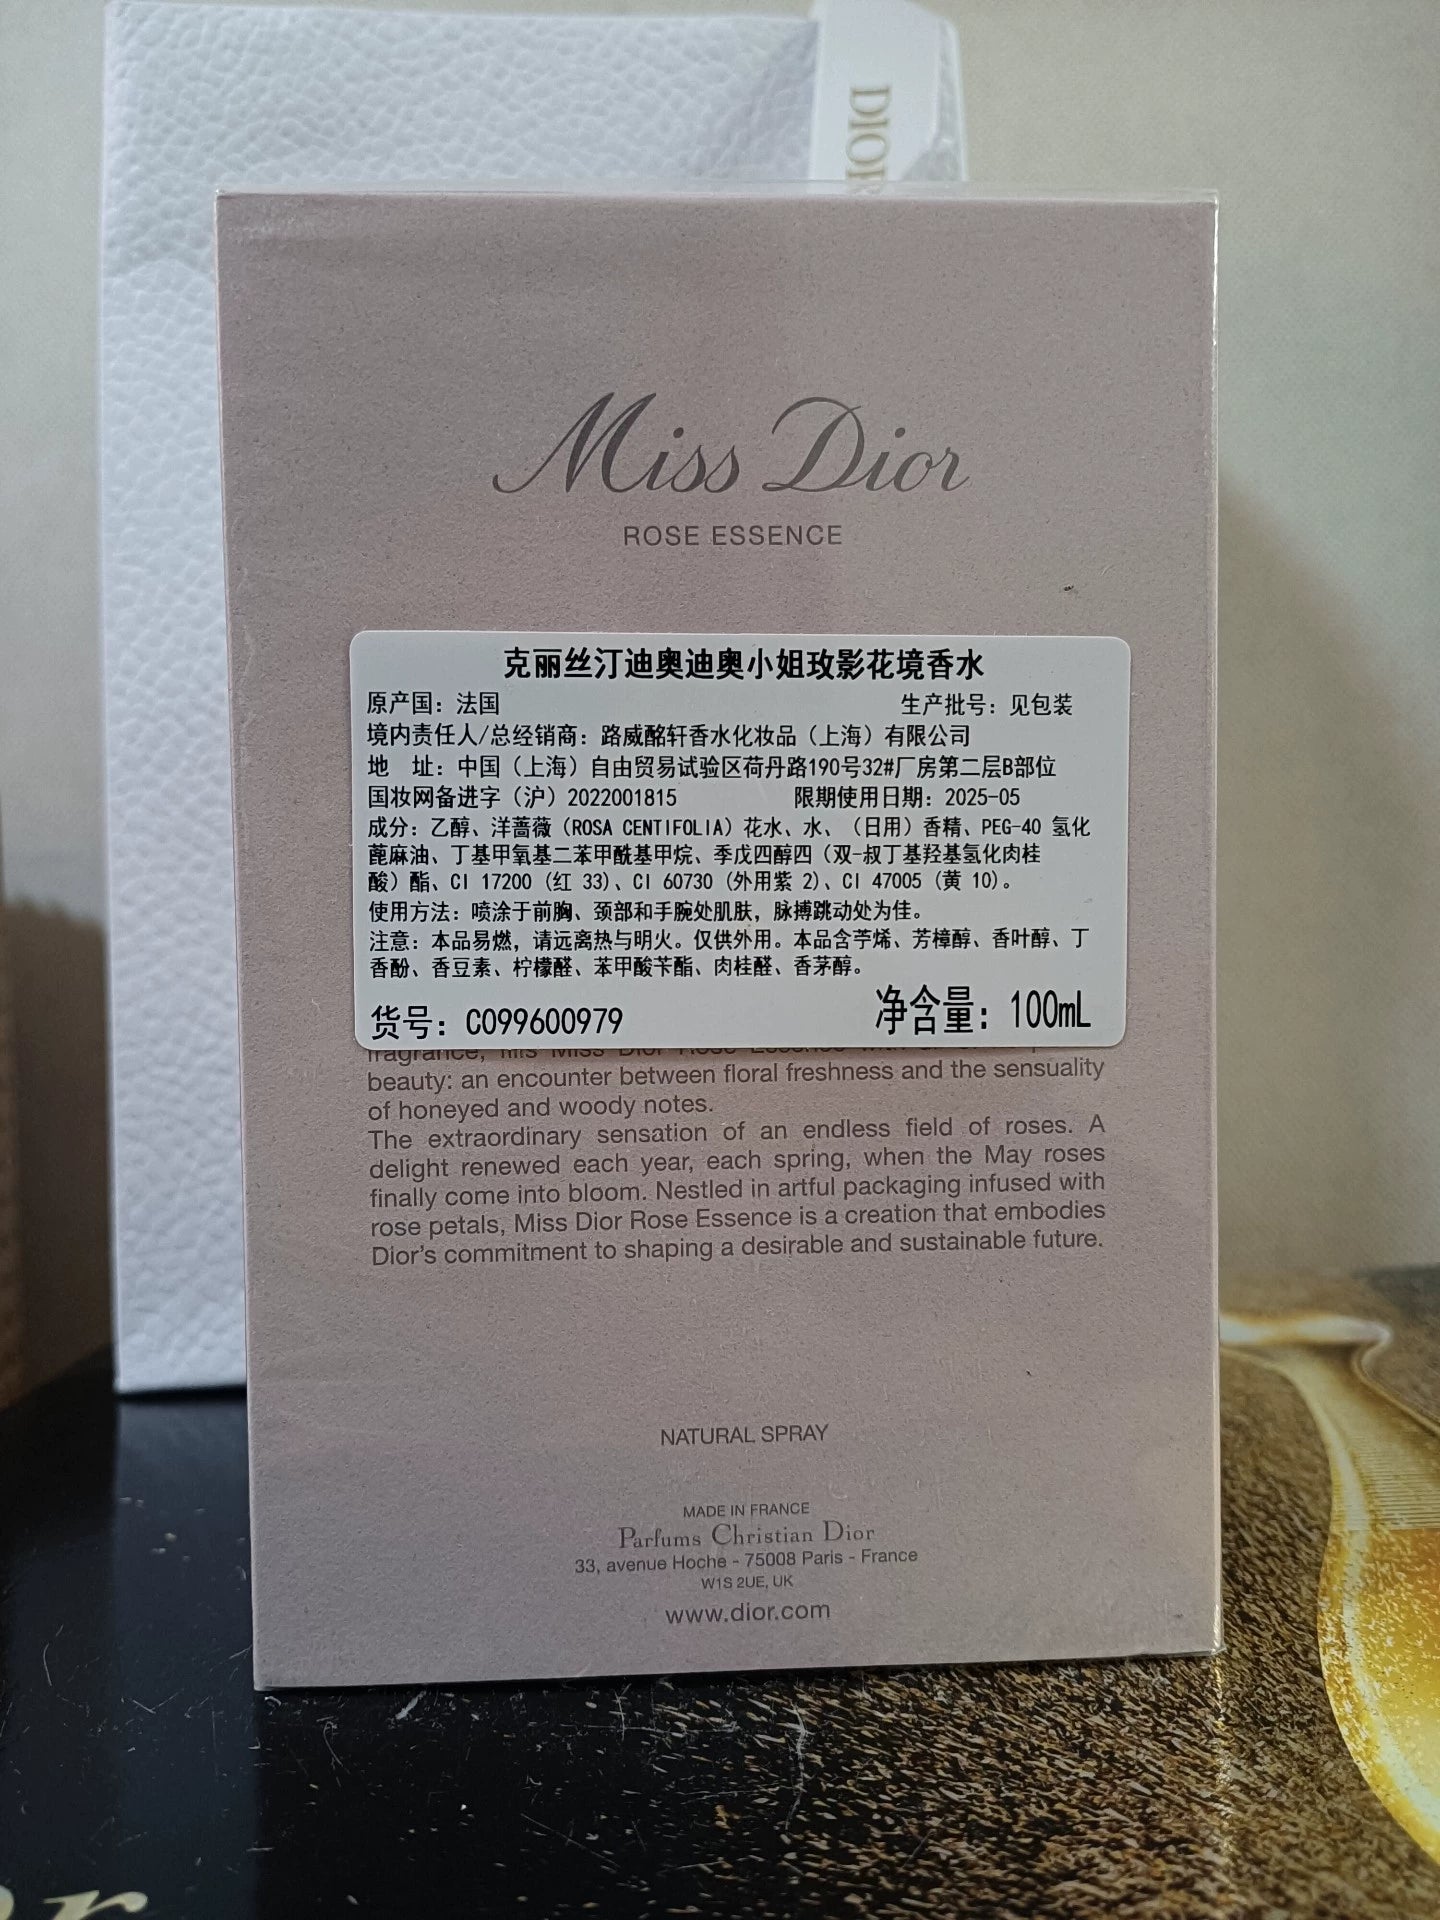 DIOR
Miss Dior
ROSE ESSENCE
克丽丝汀迪奥迪奥小姐玫影花境香水
原产国：法国 生产批号：见包装
境内责任人/总经销商：路威酩轩香水化妆品（上海）有限公司
地 址：中国（上海）自由贸易试验区荷丹路190号32#厂房第二层B部位
国妆网备进字（沪）2022001815 限期使用日期：2025-05
成分：乙醇、洋蔷薇（ROSA CENTIFOLIA）花水、水、（日用）香精、PEG-40 氢化
蓖麻油、丁基甲氧基二苯甲酰基甲烷、季戊四醇四（双-叔丁基羟基氢化肉桂
酸）酯、CI 17200（红 33）、CI 60730（外用紫 2）、CI 47005（黄 10）。
使用方法：喷涂于前胸、颈部和手腕处肌肤，脉搏跳动处为佳。
注意：本品易燃，请远离热与明火。仅供外用。本品含苧烯、芳樟醇、香叶醇、丁
香酚、香豆素、柠檬醛、苯甲酸苄酯、肉桂醛、香茅醇。
货号：C099600979 净含量：100mL
fragrance, fills Miss Dior Rose Essence with
beauty: an encounter between floral freshness and the sensuality
of honeyed and woody notes.
The extraordinary sensation of an endless field of roses. A
delight renewed each year, each spring, when the May roses
finally come into bloom. Nestled in artful packaging infused with
rose petals, Miss Dior Rose Essence is a creation that embodies
Dior's commitment to shaping a desirable and sustainable future.
NATURAL SPRAY
MADE IN FRANCE
Parfums Christian Dior
33, avenue Hoche - 75008 Paris - France
W1S 2UE, UK
www.dior.com